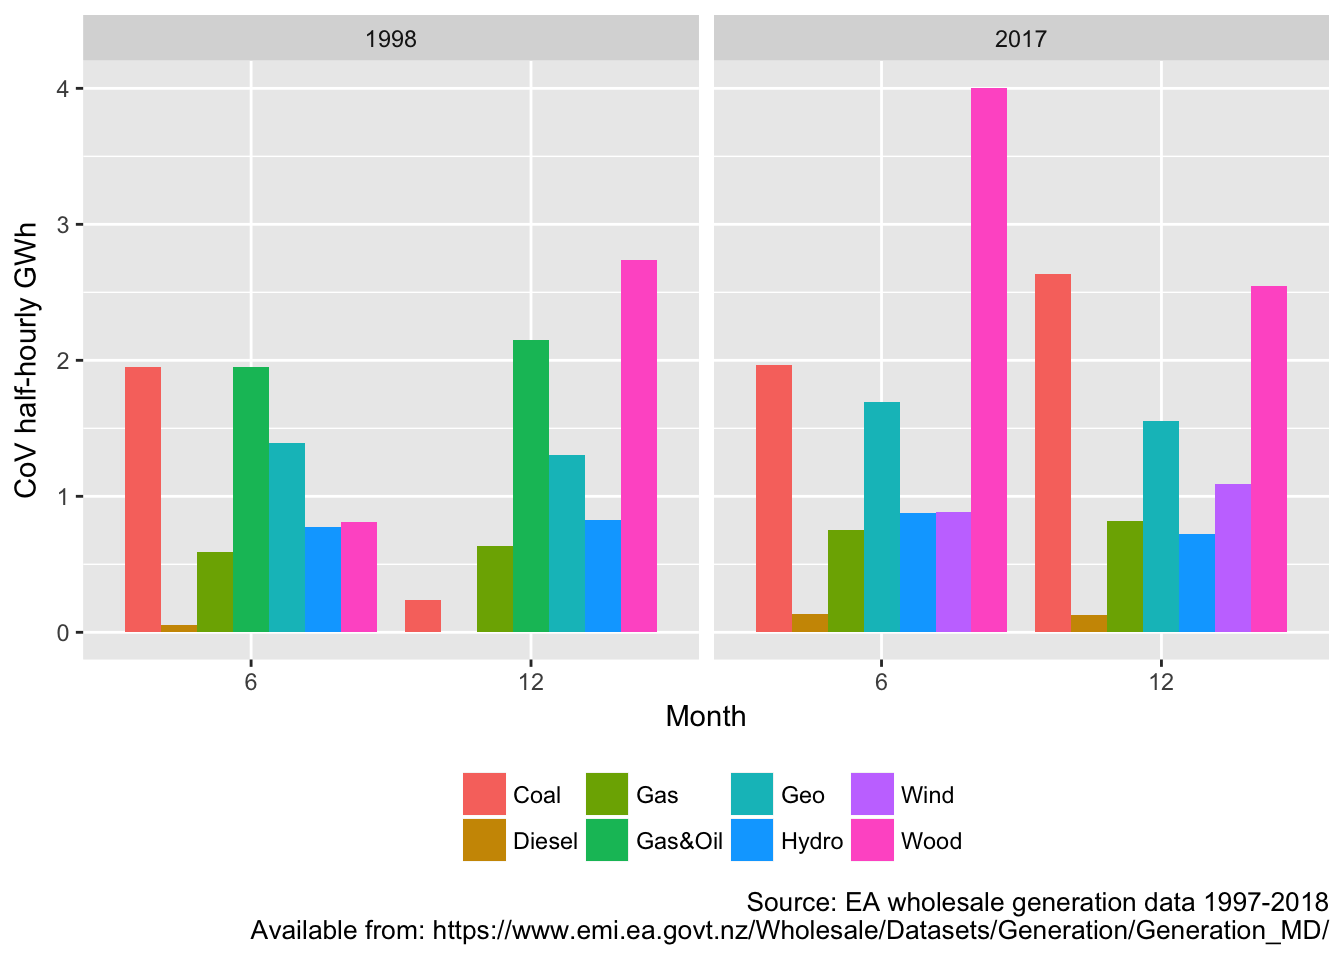 1998
2017
4
3
2
1
0
CoV half-hourly GWh
6
12
6
12
Month
Coal
Gas
Geo
Wind
Diesel
Gas&Oil
Hydro
Wood
Source: EA wholesale generation data 1997-2018
Available from: https://www.emi.ea.govt.nz/Wholesale/Datasets/Generation/Generation_MD/